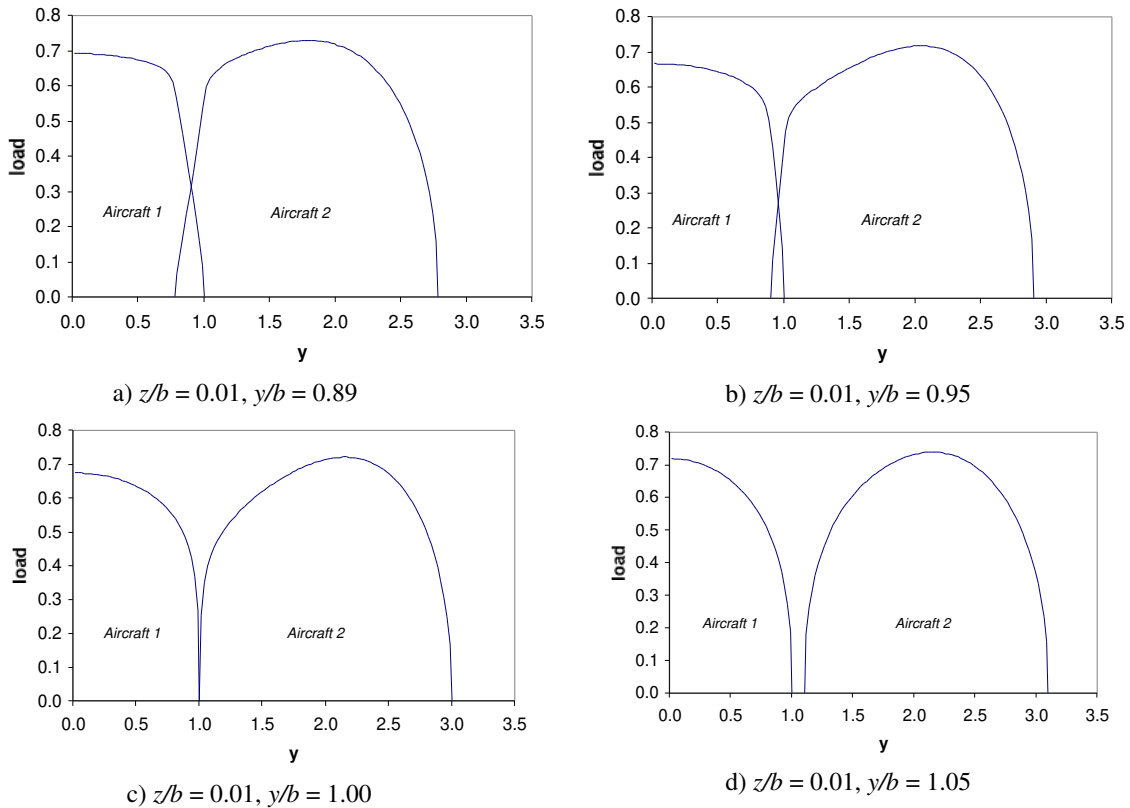 0.8
0.7
0.6
0.5
0.4
0.3
0.2
0.1
0.0
load
Aircraft 1
Aircraft 2
0.0 0.5 1.0 1.5 2.0 2.5 3.0 3.5
y
a) z/b = 0.01, y/b = 0.89
0.8
0.7
0.6
0.5
0.4
0.3
0.2
0.1
0.0
load
Aircraft 1
Aircraft 2
0.0 0.5 1.0 1.5 2.0 2.5 3.0 3.5
y
b) z/b = 0.01, y/b = 0.95
0.8
0.7
0.6
0.5
0.4
0.3
0.2
0.1
0.0
load
Aircraft 1
Aircraft 2
0.0 0.5 1.0 1.5 2.0 2.5 3.0 3.5
y
c) z/b = 0.01, y/b = 1.00
0.8
0.7
0.6
0.5
0.4
0.3
0.2
0.1
0.0
load
Aircraft 1
Aircraft 2
0.0 0.5 1.0 1.5 2.0 2.5 3.0 3.5
y
d) z/b = 0.01, y/b = 1.05